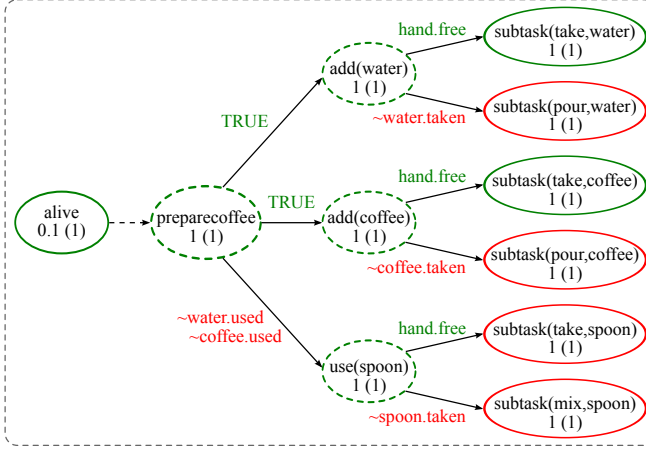 hand.free
subtask(take,water)
1 (1)
add(water)
1 (1)
~water.taken
subtask(pour,water)
1 (1)
TRUE
hand.free
subtask(take,coffee)
1 (1)
alive
0.1 (1)
preparecoffee
1 (1)
TRUE
add(coffee)
1 (1)
~coffee.taken
subtask(pour,coffee)
1 (1)
~water.used
~coffee.used
hand.free
subtask(take,spoon)
1 (1)
use(spoon)
1 (1)
~spoon.taken
subtask(mix,spoon)
1 (1)